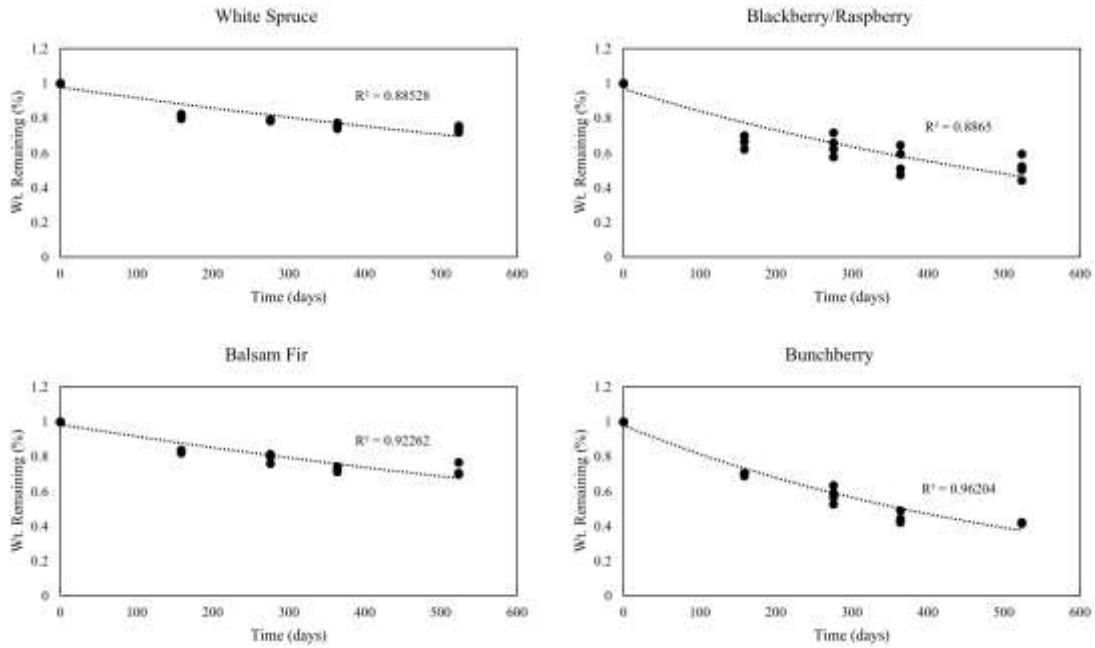 White Spruce
1.2
1
0.8
0.6
0.4
0.2
0
Wt. Remaining (%)
R² = 0.88528
0 100 200 300 400 500 600
Time (days)
Blackberry/Raspberry
1.2
1
0.8
0.6
0.4
0.2
0
Wt. Remaining (%)
R² = 0.8865
0 100 200 300 400 500 600
Time (days)
Balsam Fir
1.2
1
0.8
0.6
0.4
0.2
0
Wt. Remaining (%)
R² = 0.92262
0 100 200 300 400 500 600
Time (days)
Bunchberry
1.2
1
0.8
0.6
0.4
0.2
0
Wt. Remaining (%)
R² = 0.96204
0 100 200 300 400 500 600
Time (days)